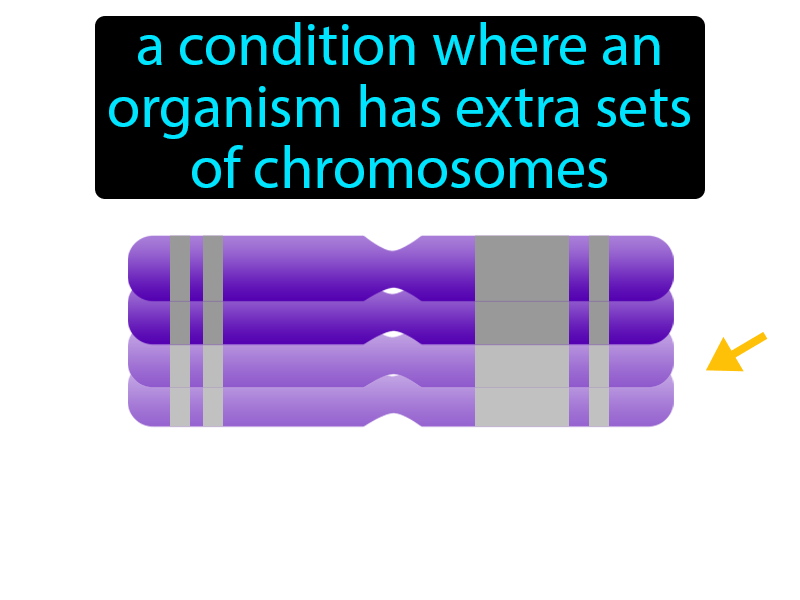 a condition where an
organism has extra sets
of chromosomes